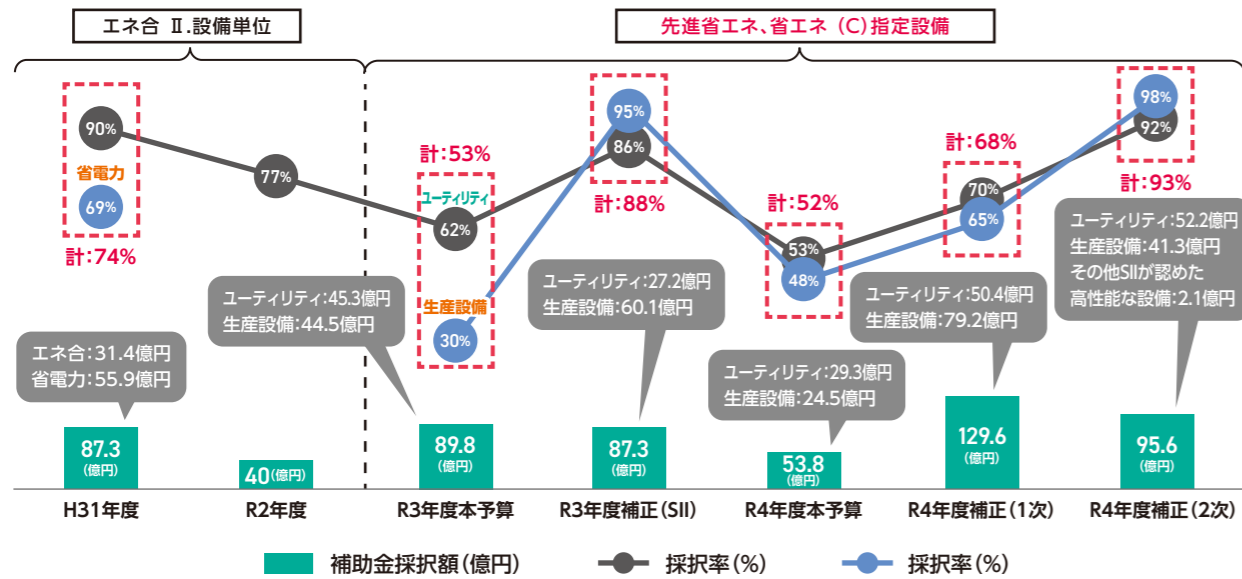 エネ合 Ⅱ.設備単位
先進省エネ、省エネ（C）指定設備
90%
省電力
69%
計:74%
77%
計:53%
ユーティリティ
62%
生産設備
30%
95%
86%
計:88%
計:52%
53%
48%
計:68%
70%
65%
98%
92%
計:93%
エネ合:31.4億円
省電力:55.9億円
ユーティリティ:45.3億円
生産設備:44.5億円
ユーティリティ:27.2億円
生産設備:60.1億円
ユーティリティ:29.3億円
生産設備:24.5億円
ユーティリティ:50.4億円
生産設備:79.2億円
ユーティリティ:52.2億円
生産設備:41.3億円
その他SIIが認めた
高性能な設備:2.1億円
87.3
(億円)
40(億円)
89.8
(億円)
87.3
(億円)
53.8
(億円)
129.6
(億円)
95.6
(億円)
H31年度
R2年度
R3年度本予算
R3年度補正(SII)
R4年度本予算
R4年度補正(1次)
R4年度補正(2次)
補助金採択額(億円)
採択率(%)
採択率(%)